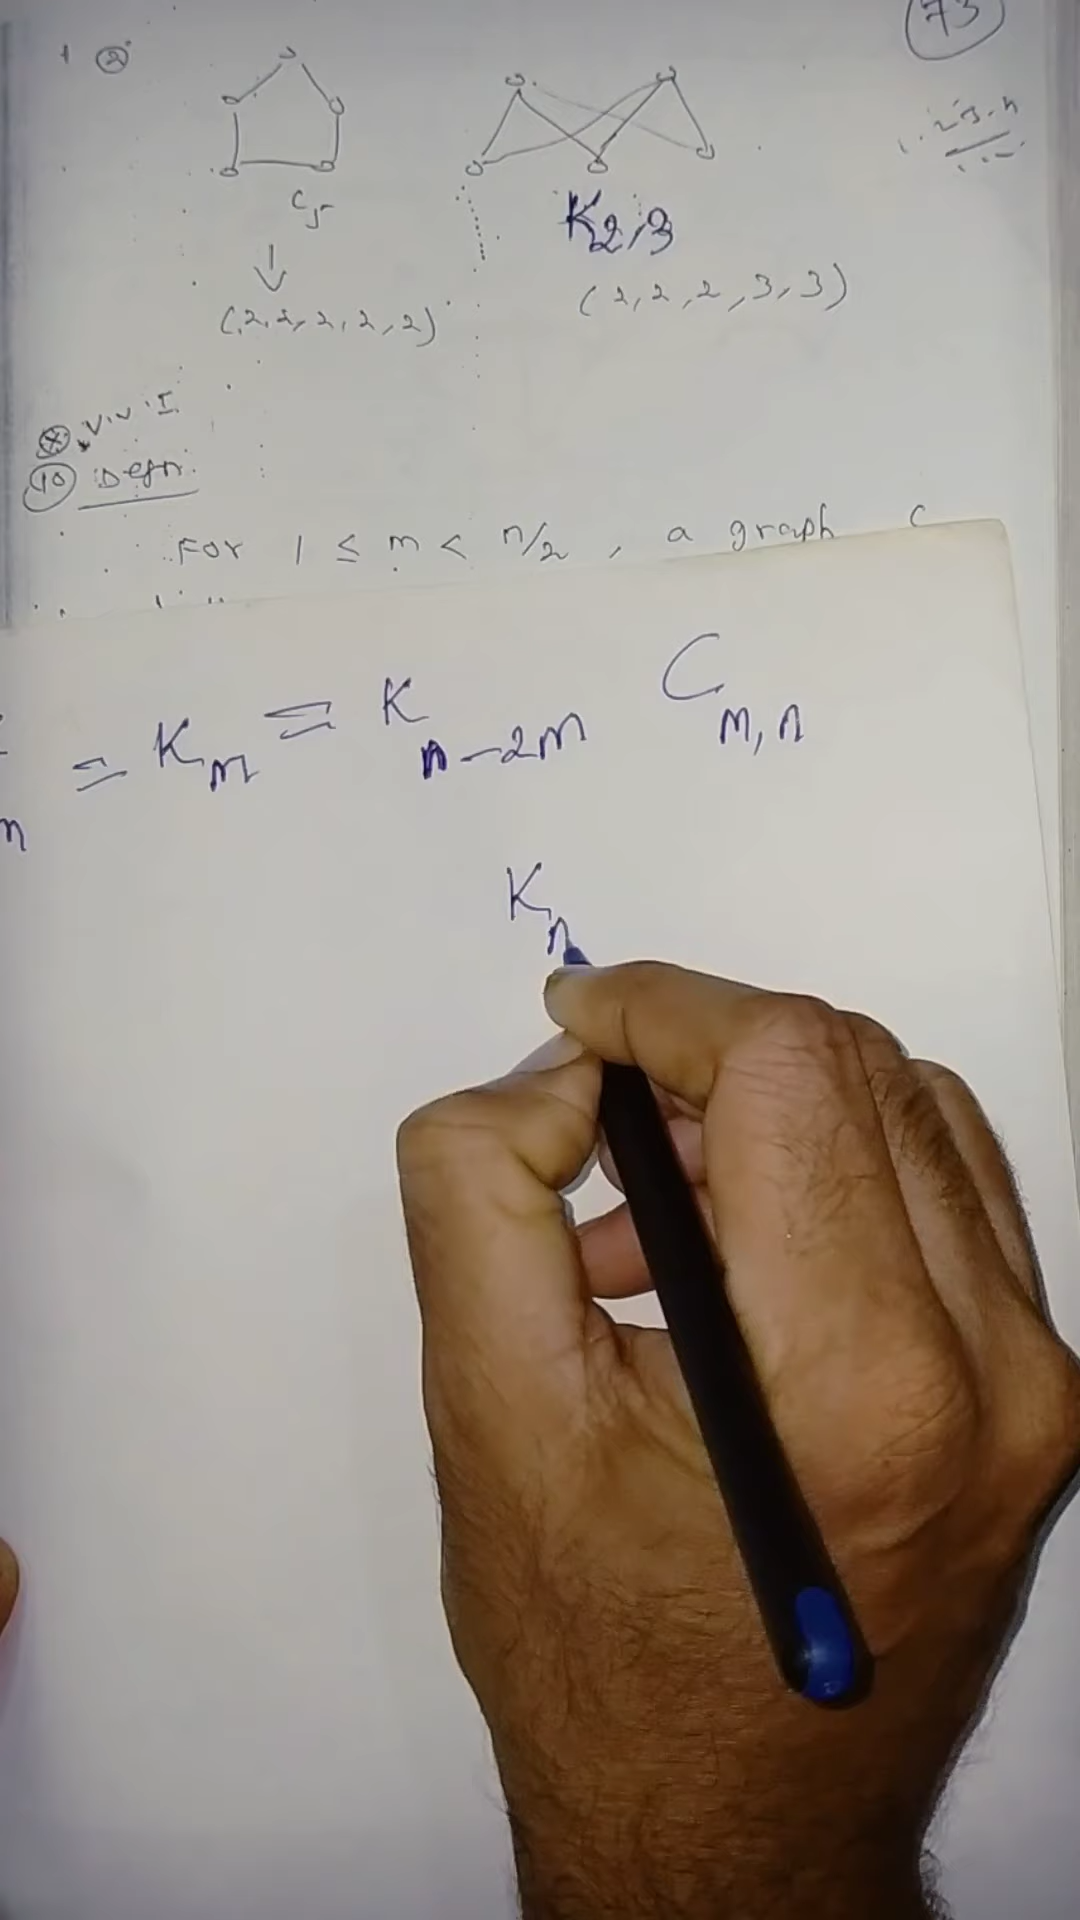 73
②
C5
K2,3
(2,2,2,2,2)
(2,2,2,3,3)
V.V.I.
10 Defn.
For 1 ≤ m < n/2 , a graph
= Km = K n-2m C m,n
n
Kn